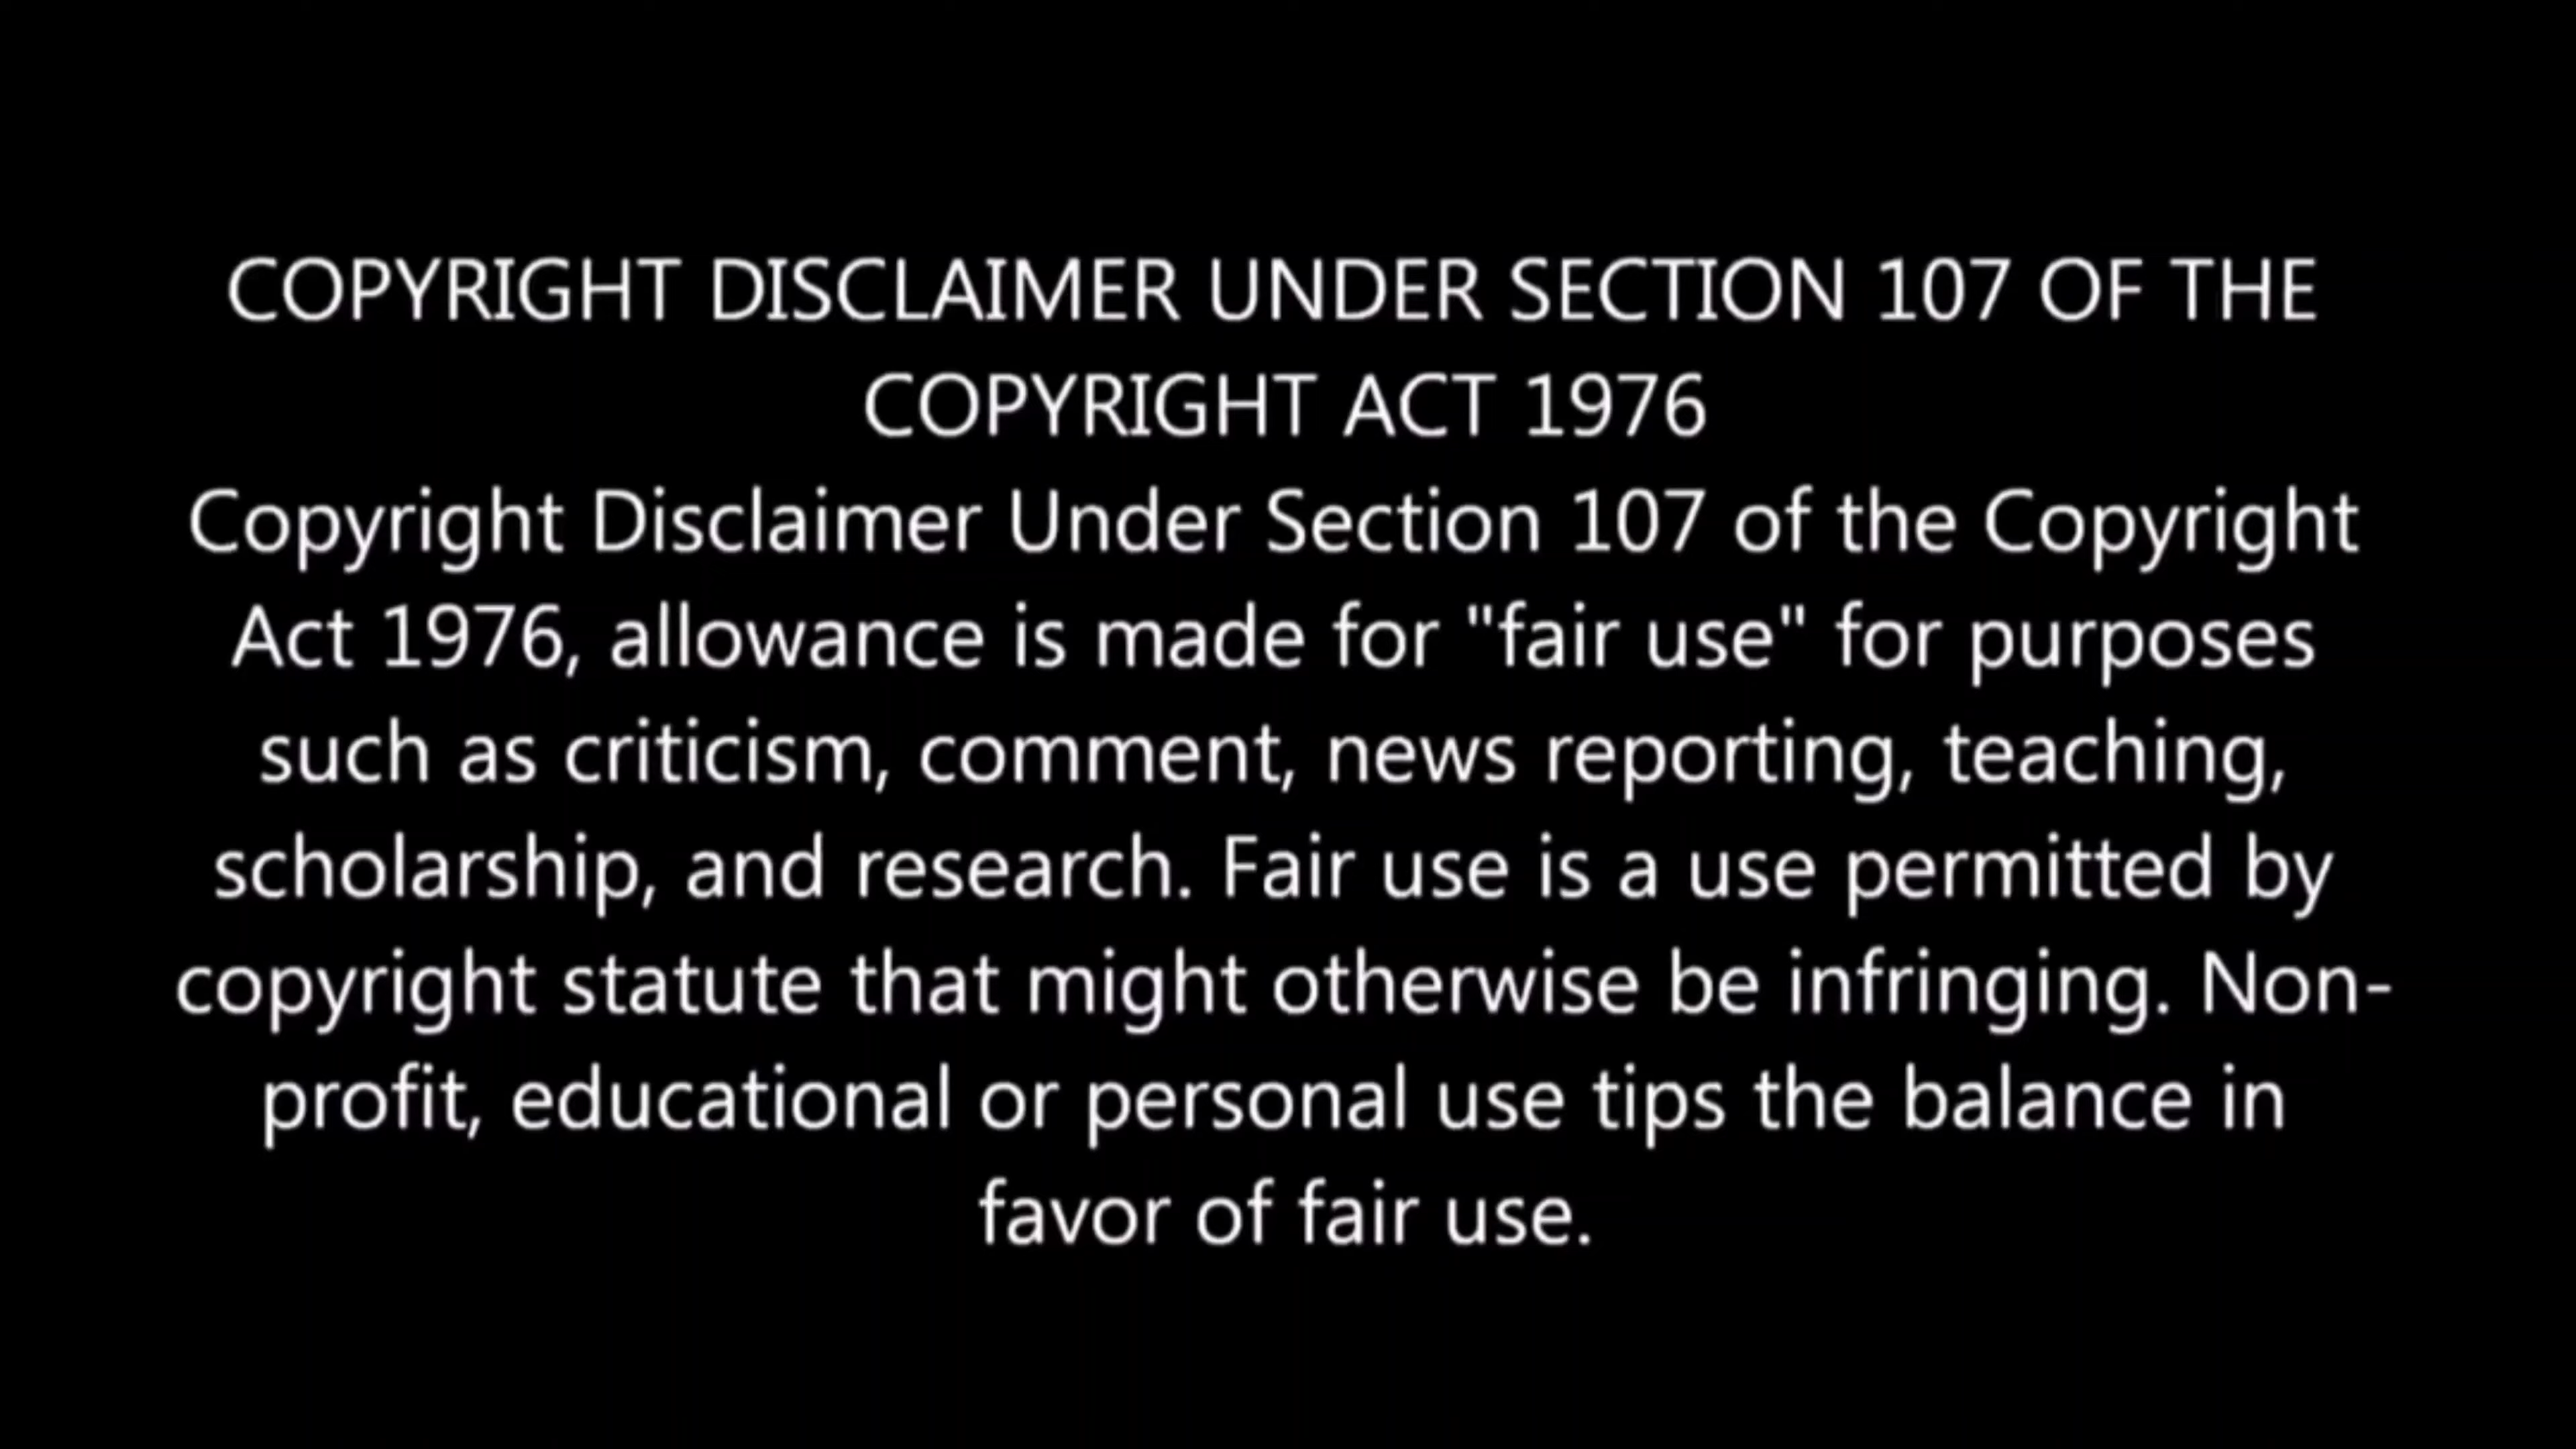 COPYRIGHT DISCLAIMER UNDER SECTION 107 OF THE
COPYRIGHT ACT 1976
Copyright Disclaimer Under Section 107 of the Copyright
Act 1976, allowance is made for "fair use" for purposes
such as criticism, comment, news reporting, teaching,
scholarship, and research. Fair use is a use permitted by
copyright statute that might otherwise be infringing. Non-
profit, educational or personal use tips the balance in
favor of fair use.